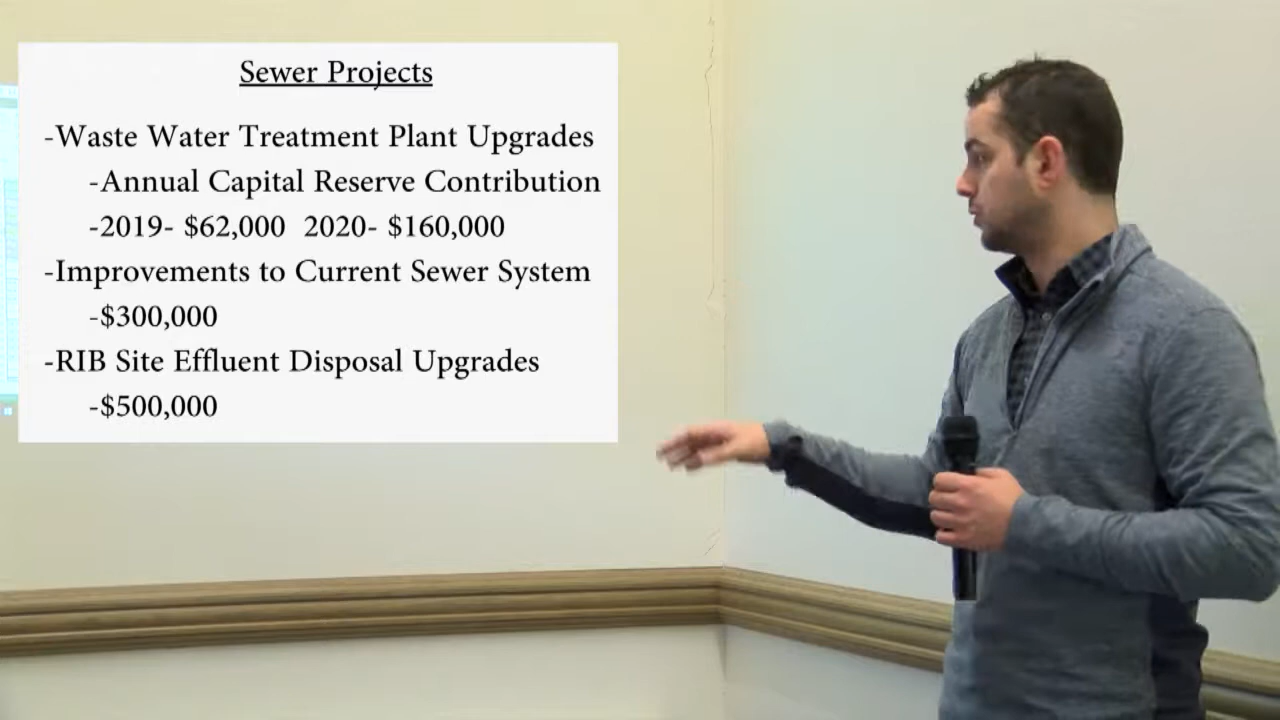 Sewer Projects
-Waste Water Treatment Plant Upgrades
-Annual Capital Reserve Contribution
-2019- $62,000 2020- $160,000
-Improvements to Current Sewer System
-$300,000
-RIB Site Effluent Disposal Upgrades
-$500,000